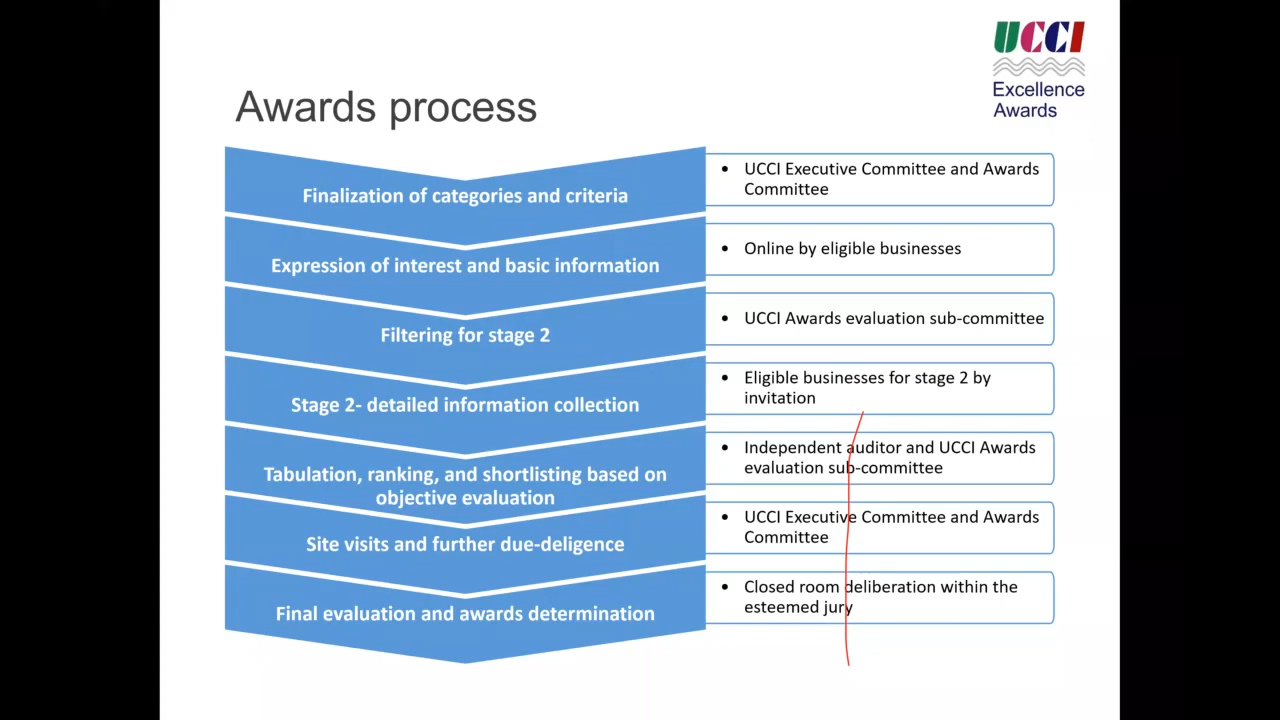 UCCI
Excellence
Awards
Awards process
Finalization of categories and criteria
• UCCI Executive Committee and Awards
Committee
Expression of interest and basic information
• Online by eligible businesses
Filtering for stage 2
• UCCI Awards evaluation sub-committee
Stage 2- detailed information collection
• Eligible businesses for stage 2 by
invitation
Tabulation, ranking, and shortlisting based on
objective evaluation
• Independent auditor and UCCI Awards
evaluation sub-committee
Site visits and further due-deligence
• UCCI Executive Committee and Awards
Committee
Final evaluation and awards determination
• Closed room deliberation within the
esteemed jury